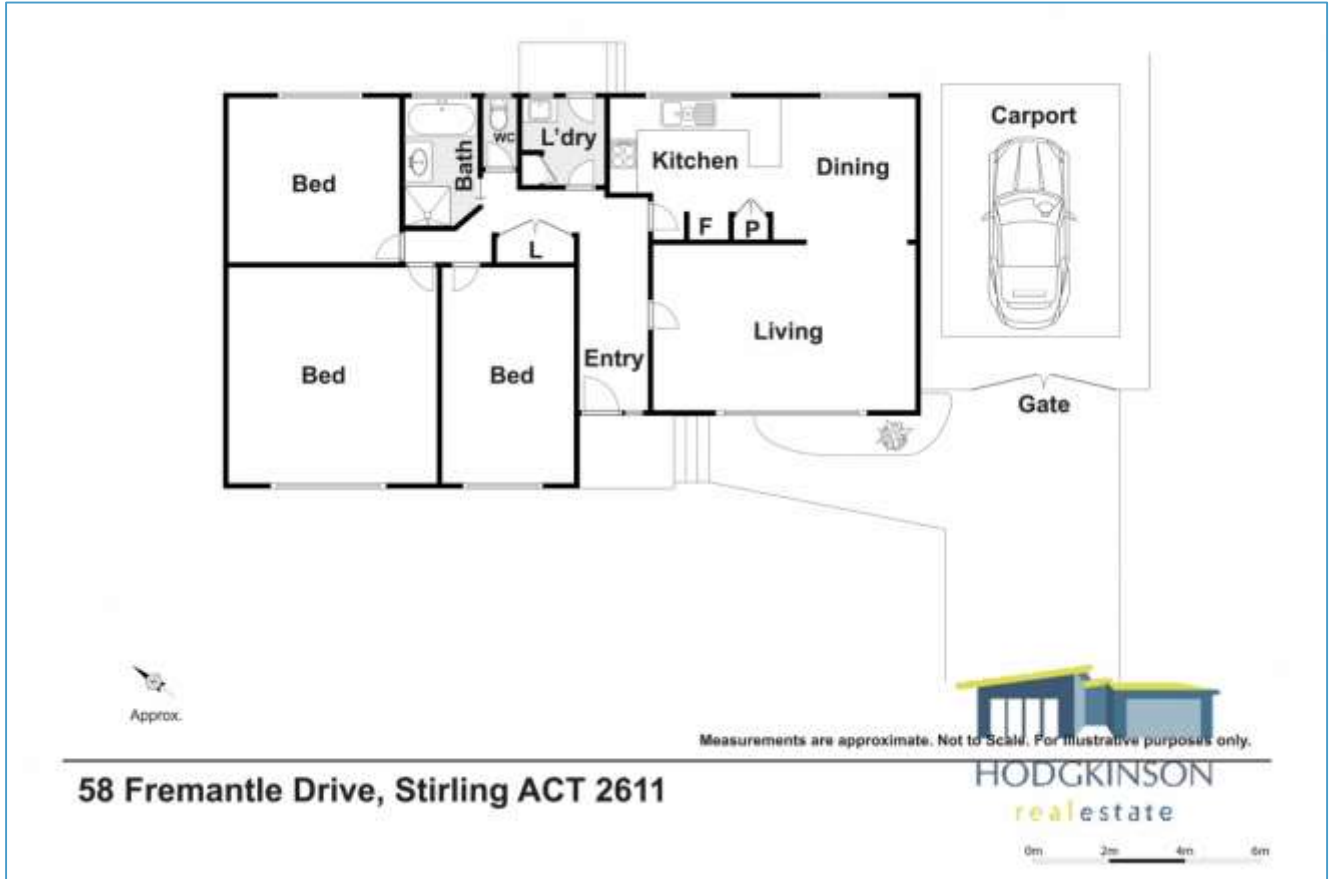 Carport
WC
L'dry
Bath
Kitchen
Dining
Bed
F
P
L
Living
Entry
Bed
Bed
Gate
Approx.
Measurements are approximate. Not to Scale. For illustrative purposes only.
58 Fremantle Drive, Stirling ACT 2611
HODGKINSON
realestate
0m 2m 4m 6m